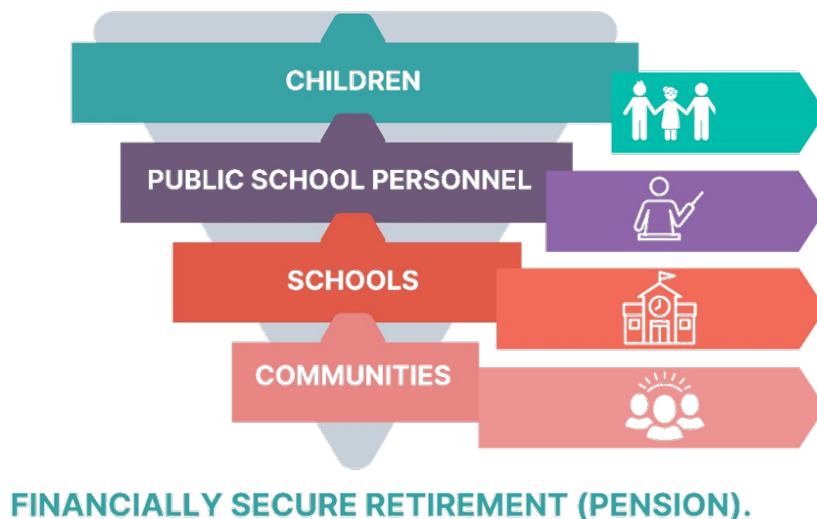 CHILDREN
PUBLIC SCHOOL PERSONNEL
SCHOOLS
COMMUNITIES
FINANCIALLY SECURE RETIREMENT (PENSION).